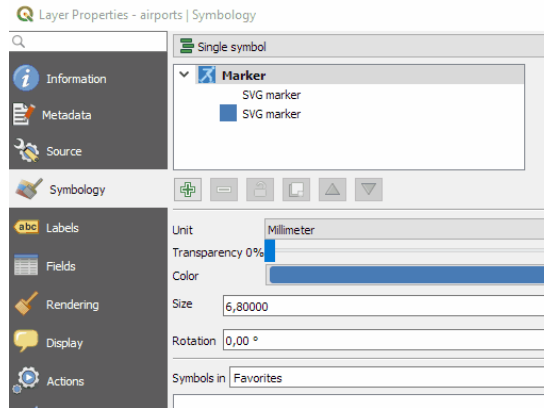 Layer Properties - airports | Symbology
Single symbol
Information
Metadata
Source
Symbology
abc Labels
Fields
Rendering
Display
Actions
Marker
SVG marker
SVG marker
Unit Millimeter
Transparency 0%
Color
Size 6,80000
Rotation 0,00 °
Symbols in Favorites